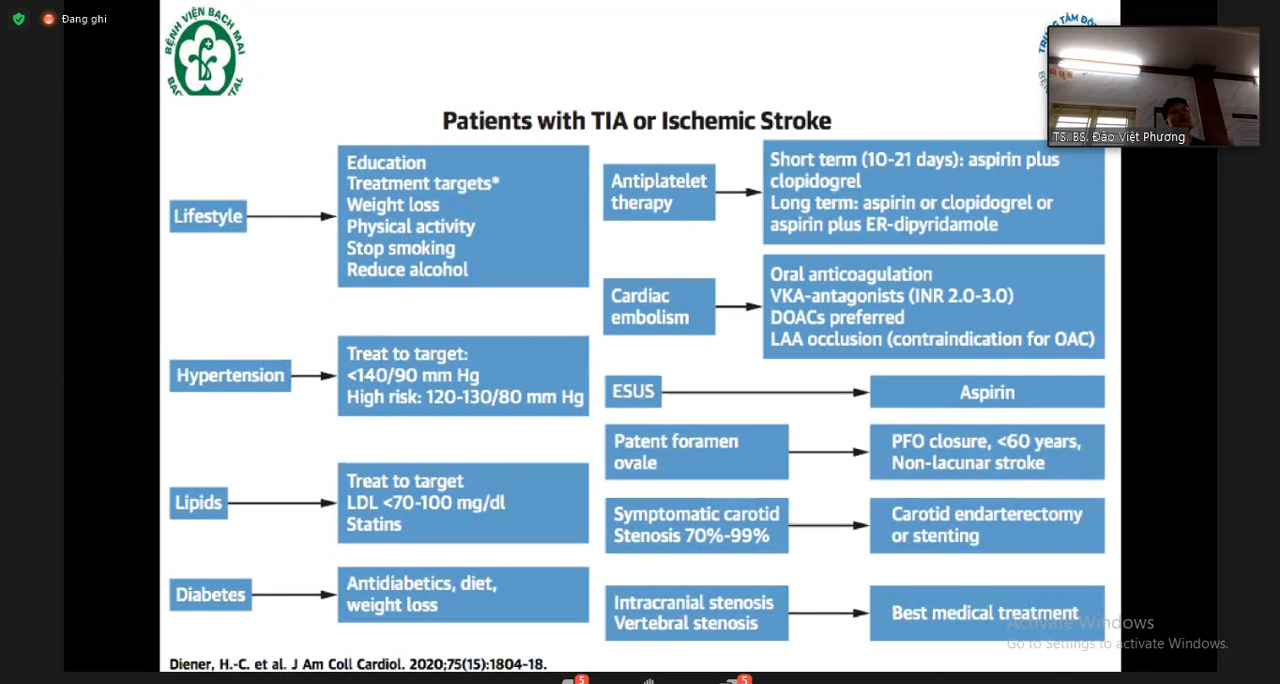 Đang ghi
BỆNH VIỆN BẠCH MAI
TS. BS. Đào Việt Phương
Patients with TIA or Ischemic Stroke
Lifestyle
Education
Treatment targets*
Weight loss
Physical activity
Stop smoking
Reduce alcohol
Hypertension
Treat to target:
<140/90 mm Hg
High risk: 120-130/80 mm Hg
Lipids
Treat to target
LDL <70-100 mg/dl
Statins
Diabetes
Antidiabetics, diet,
weight loss
Antiplatelet
therapy
Short term (10-21 days): aspirin plus
clopidogrel
Long term: aspirin or clopidogrel or
aspirin plus ER-dipyridamole
Cardiac
embolism
Oral anticoagulation
VKA-antagonists (INR 2.0-3.0)
DOACs preferred
LAA occlusion (contraindication for OAC)
ESUS
Aspirin
Patent foramen
ovale
PFO closure, <60 years,
Non-lacunar stroke
Symptomatic carotid
Stenosis 70%-99%
Carotid endarterectomy
or stenting
Intracranial stenosis
Vertebral stenosis
Best medical treatment
Activate Windows
Go to Settings to activate Windows.
Diener, H.-C. et al. J Am Coll Cardiol. 2020;75(15):1804-18.
5
5